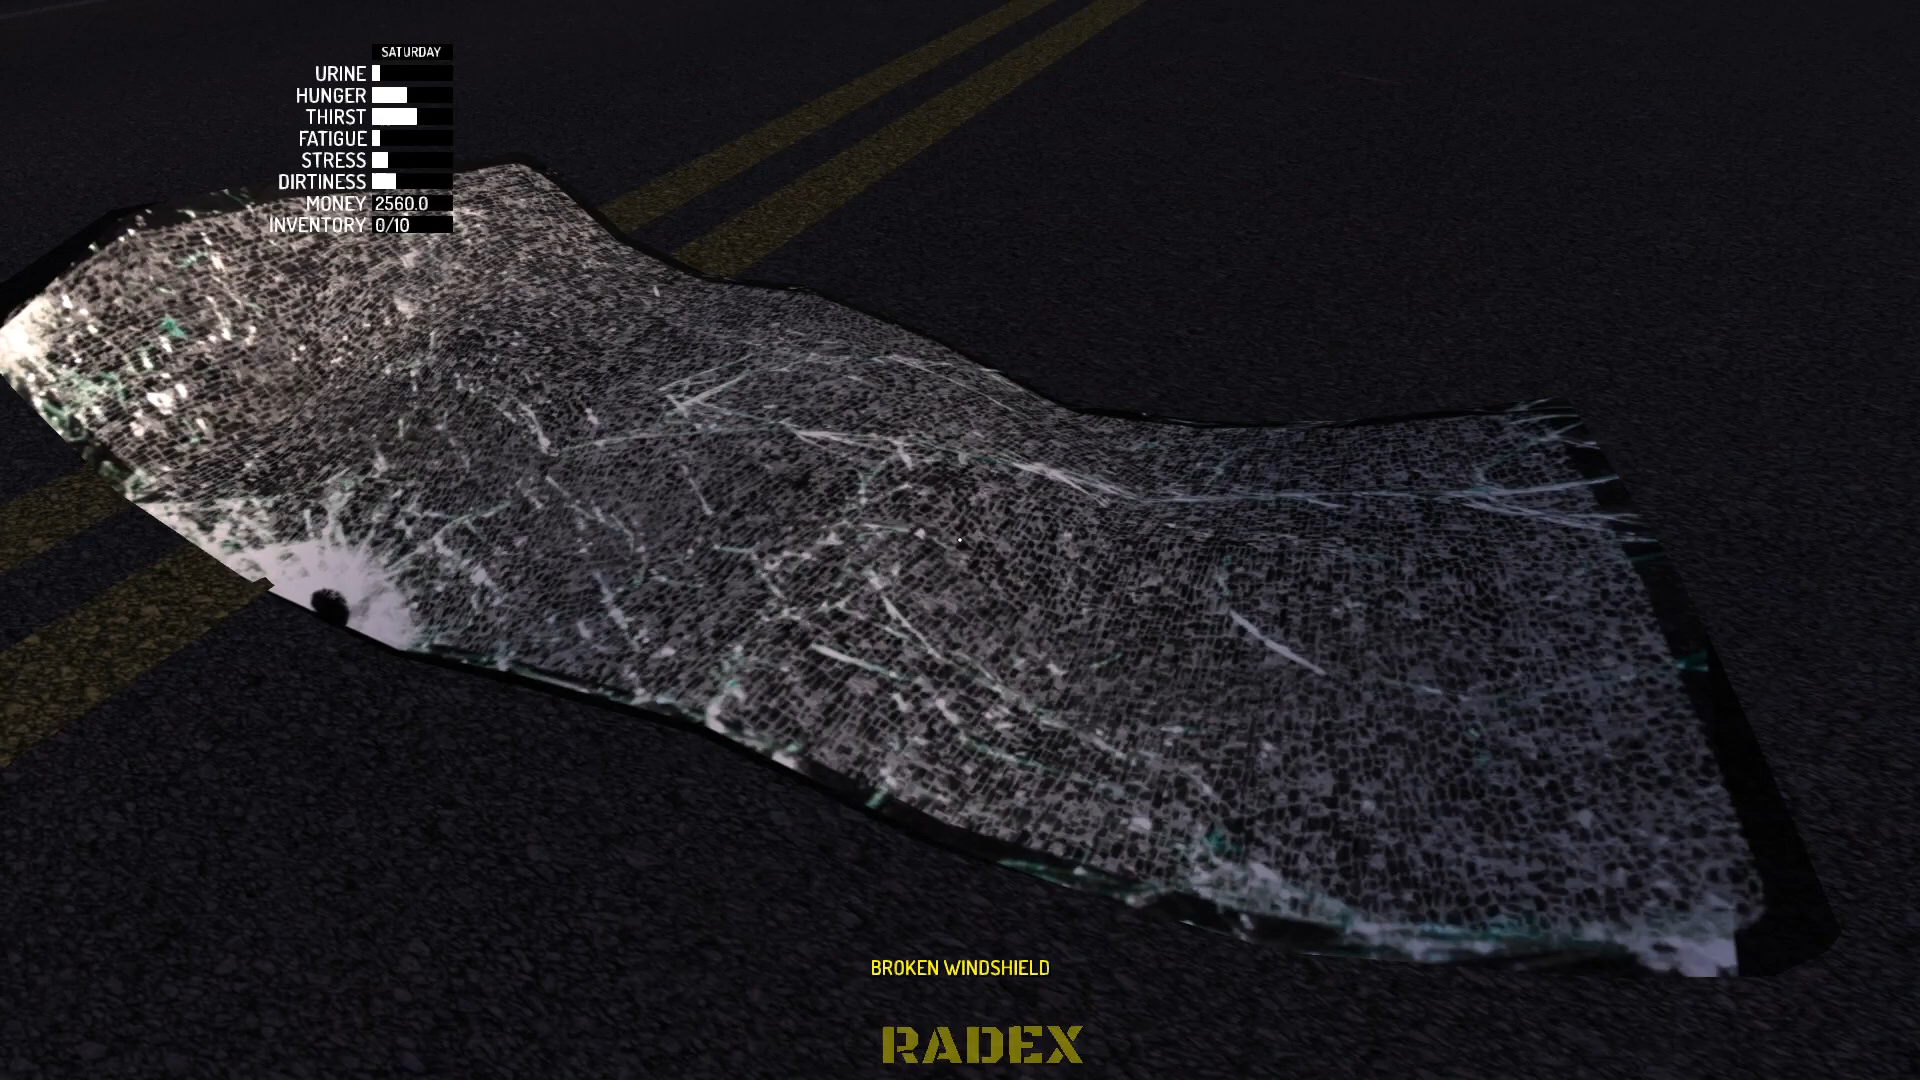 SATURDAY
URINE
HUNGER
THIRST
FATIGUE
STRESS
DIRTINESS
MONEY 2560.0
INVENTORY 0/10
BROKEN WINDSHIELD
RADEX